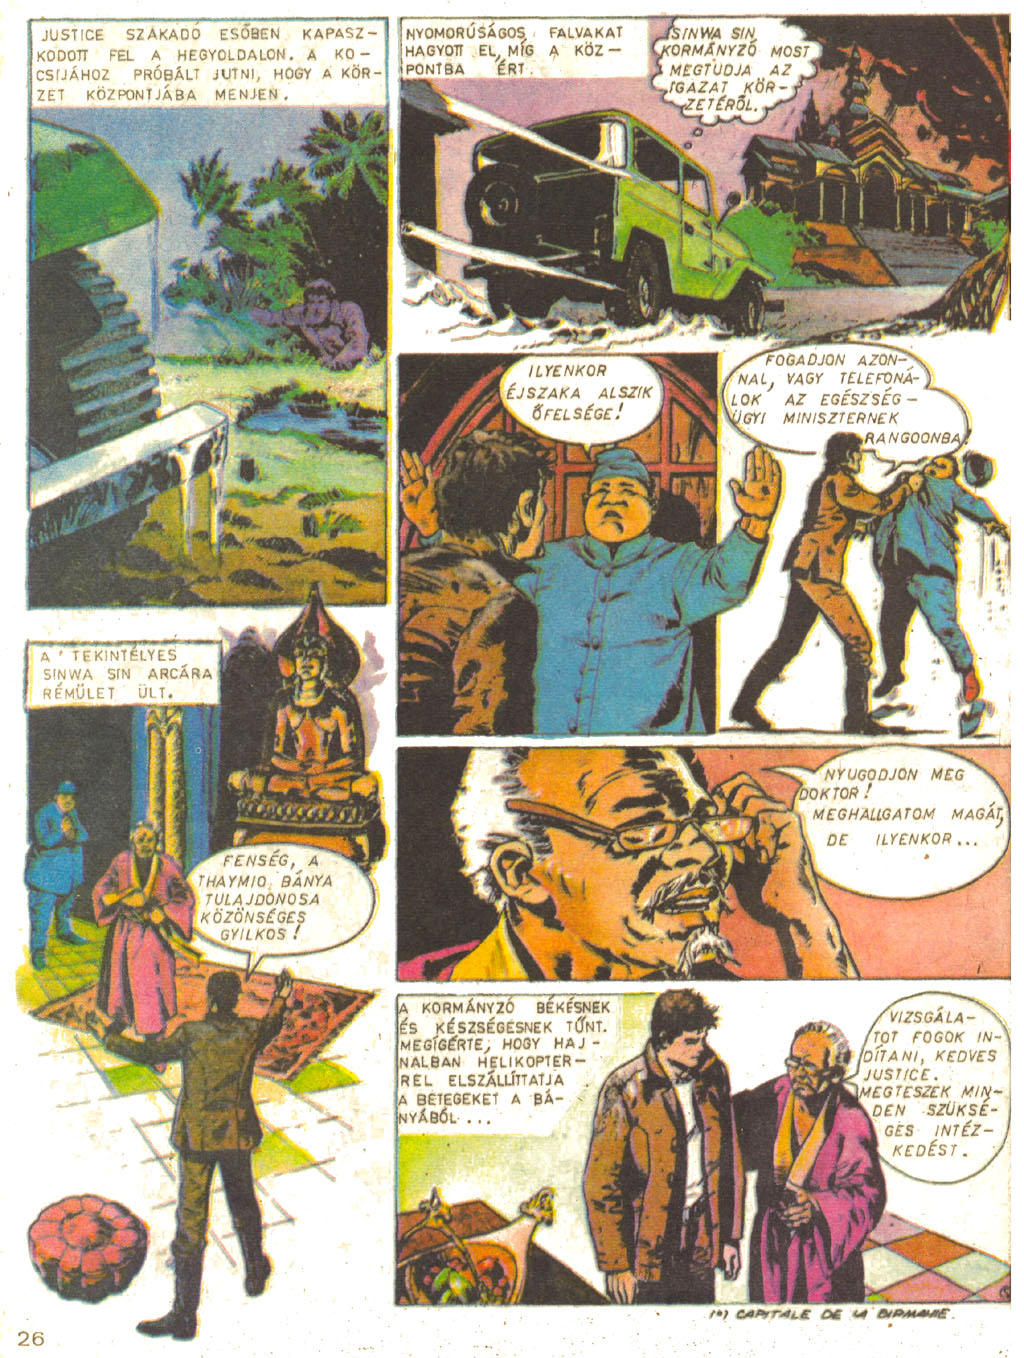 JUSTICE SZAKADÓ ESŐBEN KAPASZ-
KODOTT FEL A HEGYOLDALON. A KO-
CSIJÁHOZ PRÓBÁLT JUTNI, HOGY A KÖR-
ZET KÖZPONTJÁBA MENJEN.
NYOMORÚSÁGOS FALVAKAT
HAGYOTT EL, MÍG A KÖZ-
PONTBA ÉRT.
SINWA SIN
KORMÁNYZÓ MOST
MEGTUDJA AZ
IGAZAT KÖR-
ZETÉRŐL.
ILYENKOR
ÉJSZAKA ALSZIK
ŐFELSÉGE!
FOGADJON AZON-
NAL, VAGY TELEFONÁ-
LOK AZ EGÉSZSÉG-
ÜGYI MINISZTERNEK
RANGOONBA!
A TEKINTÉLYES
SINWA SIN ARCÁRA
RÉMÜLET ÜLT.
FENSÉG, A
THAYMIO BÁNYA
TULAJDONOSA
KÖZÖNSÉGES
GYILKOS!
NYUGODJON MEG
DOKTOR!
MEGHALLGATOM MAGÁT,
DE ILYENKOR...
A KORMÁNYZÓ BÉKÉSNEK
ÉS KÉSZSÉGESNEK TŰNT.
MEGÍGÉRTE, HOGY HAJ-
NALBAN HELIKOPTER-
REL ELSZÁLLÍTTATJA
A BETEGEKET A BÁ-
NYÁBÓL...
VIZSGÁLA-
TOT FOGOK IN-
DÍTANI, KEDVES
JUSTICE.
MEGTESZEK MIN-
DEN SZÜKSÉ-
GES INTÉZ-
KEDÉST.
(*) CAPITALE DE LA BIRMANIE.
26